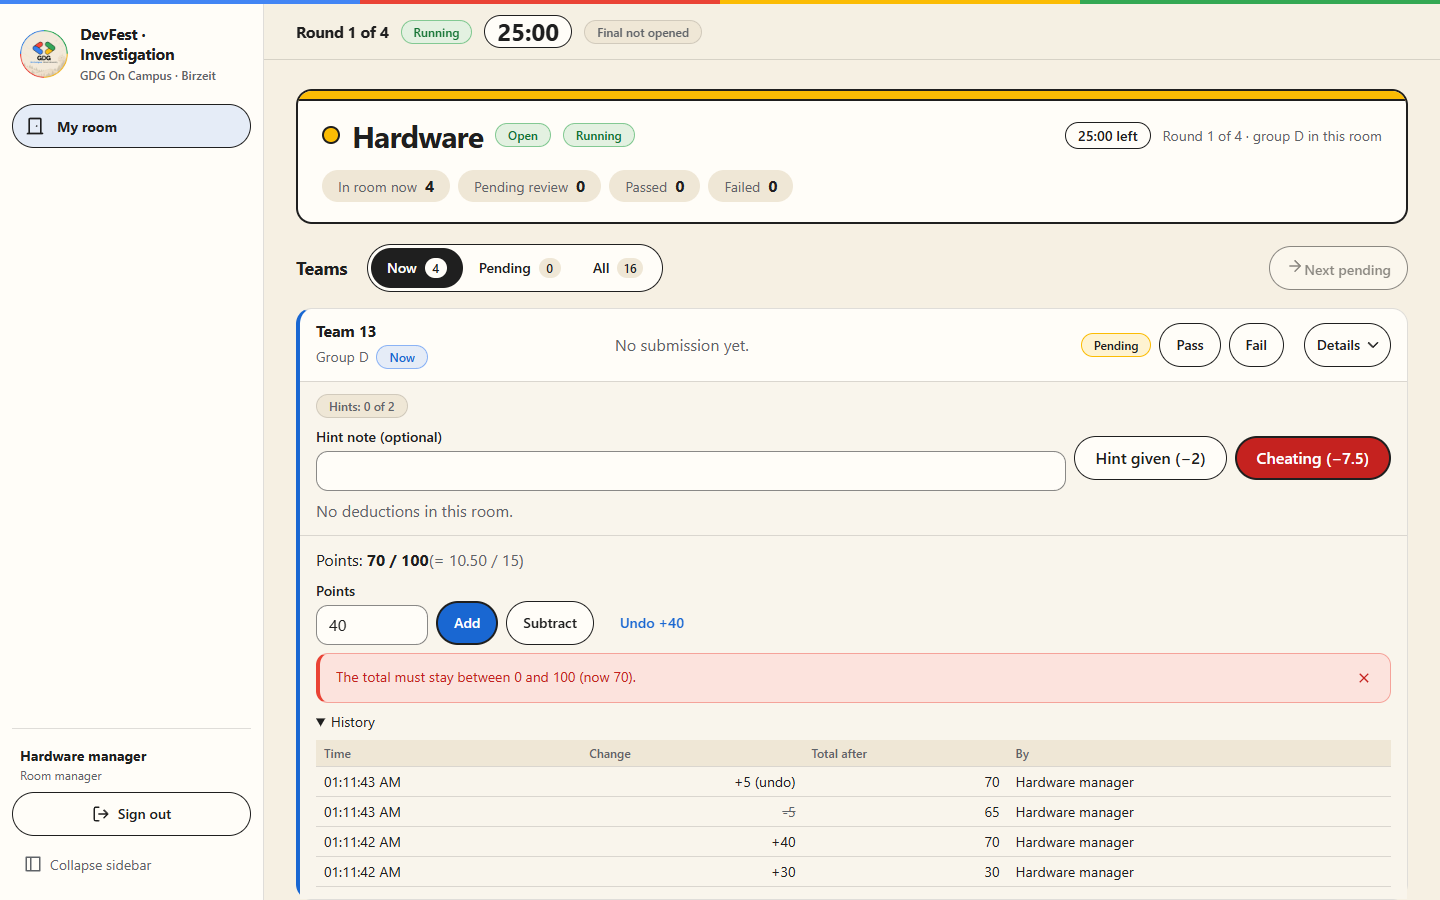 DevFest ·
Investigation
GDG On Campus · Birzeit
My room
Round 1 of 4 Running 25:00 Final not opened
Hardware Open Running 25:00 left Round 1 of 4 · group D in this room
In room now 4 Pending review 0 Passed 0 Failed 0
Teams Now 4 Pending 0 All 16 Next pending
Team 13
Group D Now
No submission yet.
Pending Pass Fail Details
Hints: 0 of 2
Hint note (optional)
Hint given (−2) Cheating (−7.5)
No deductions in this room.
Points: 70 / 100(= 10.50 / 15)
Points
40 Add Subtract Undo +40
The total must stay between 0 and 100 (now 70).
History
Time Change Total after By
01:11:43 AM +5 (undo) 70 Hardware manager
01:11:43 AM -5 65 Hardware manager
01:11:42 AM +40 70 Hardware manager
01:11:42 AM +30 30 Hardware manager
Hardware manager
Room manager
Sign out
Collapse sidebar